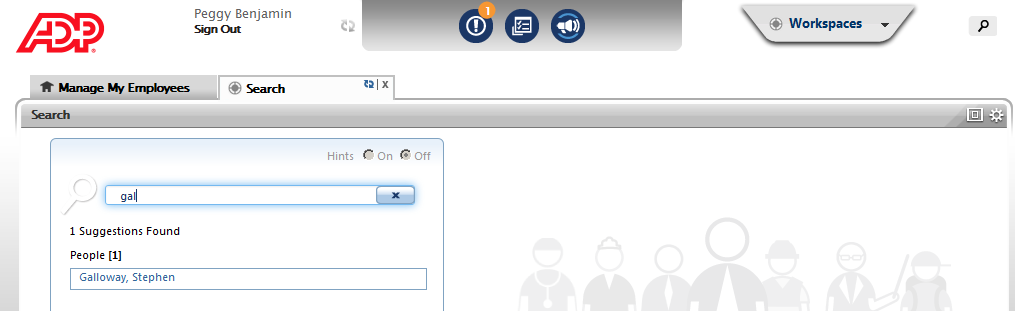 ADP
Peggy Benjamin
Sign Out
1
Workspaces
Manage My Employees
Search
x
Search
Hints On Off
gal
x
1 Suggestions Found
People [1]
Galloway, Stephen